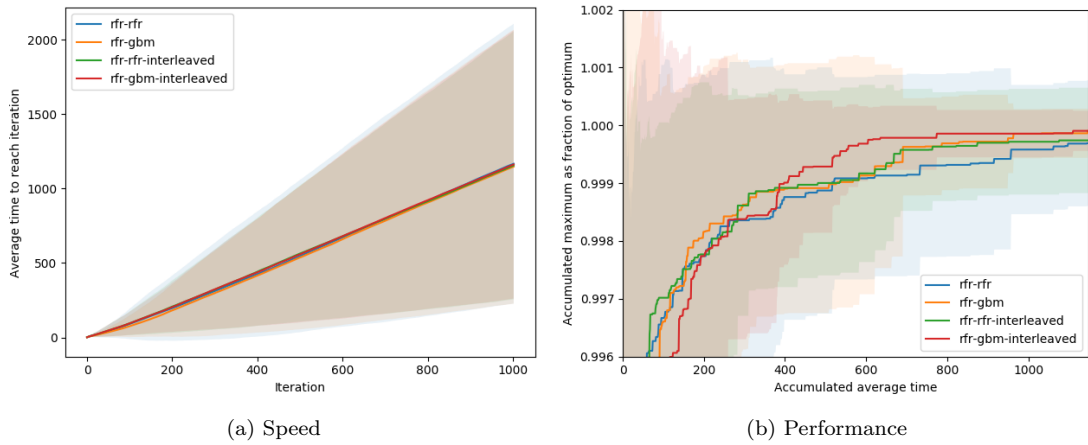 rfr-rfr
rfr-gbm
rfr-rfr-interleaved
rfr-gbm-interleaved
2000
1500
1000
500
0
Average time to reach iteration
0 200 400 600 800 1000
Iteration
(a) Speed
1.002
1.001
1.000
0.999
0.998
0.997
0.996
Accumulated maximum as fraction of optimum
rfr-rfr
rfr-gbm
rfr-rfr-interleaved
rfr-gbm-interleaved
0 200 400 600 800 1000
Accumulated average time
(b) Performance